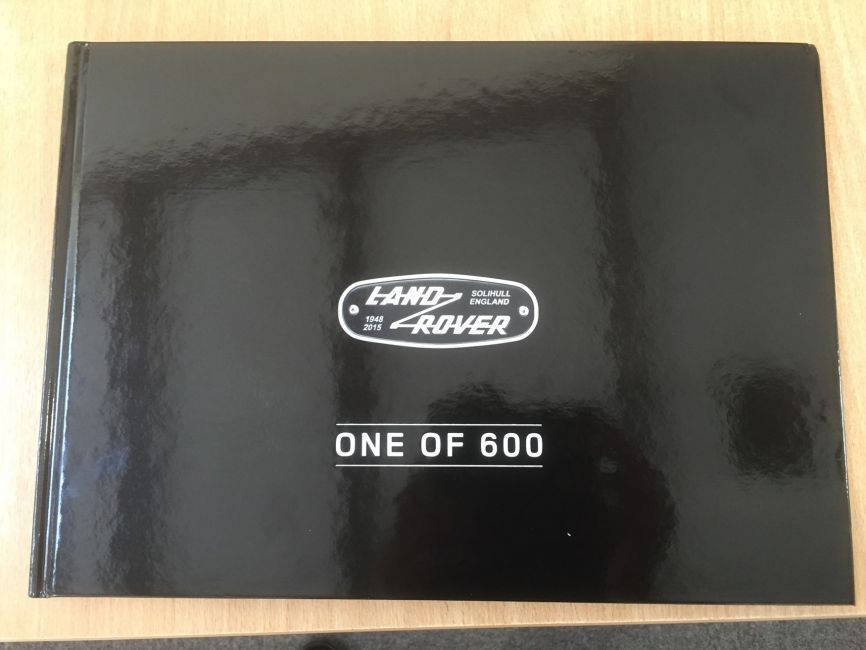 LAND ROVER
SOLIHULL
ENGLAND
1948
2015
ONE OF 600